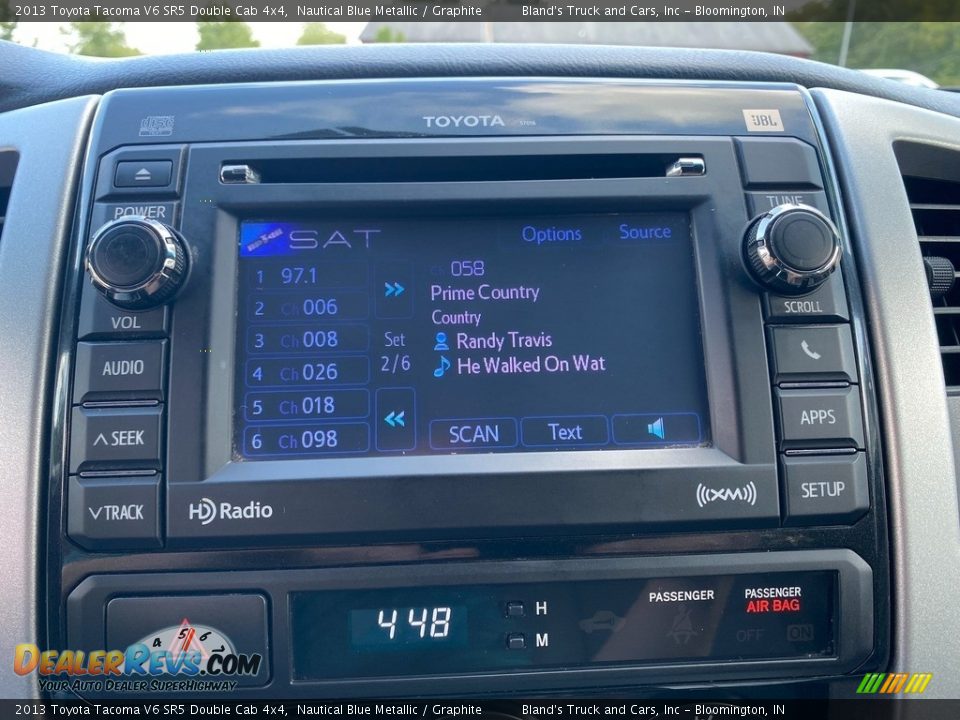 2013 Toyota Tacoma V6 SR5 Double Cab 4x4, Nautical Blue Metallic / Graphite Bland's Truck and Cars, Inc – Bloomington, IN
TOYOTA
JBL
POWER
TUNE
SAT
Options
Source
1 97.1
Ch 058
2 Ch 006
Prime Country
Country
3 Ch 008
Set
2/6
Randy Travis
4 Ch 026
He Walked On Wat
5 Ch 018
6 Ch 098
SCAN
Text
VOL
SCROLL
AUDIO
∧ SEEK
APPS
∨ TRACK
SETUP
HD Radio
((XM))
4:48
H
M
PASSENGER
PASSENGER
AIR BAG
OFF
ON
4 5 6
DealerRevs.com
Your Auto Dealer SuperHighway
2013 Toyota Tacoma V6 SR5 Double Cab 4x4, Nautical Blue Metallic / Graphite Bland's Truck and Cars, Inc – Bloomington, IN